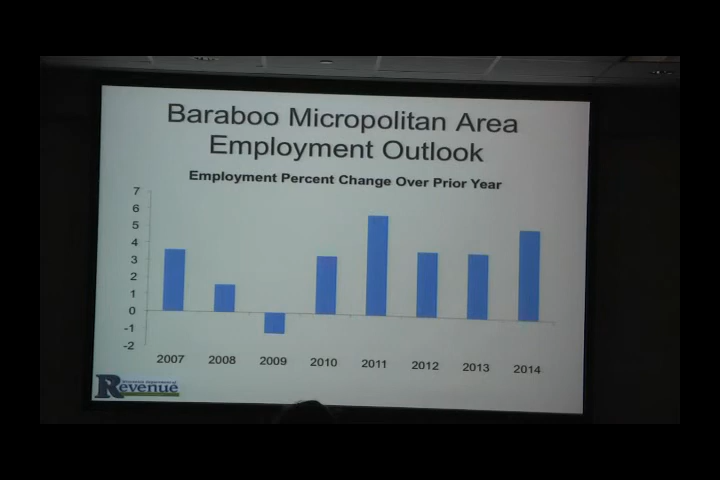 Baraboo Micropolitan Area
Employment Outlook
Employment Percent Change Over Prior Year
7
6
5
4
3
2
1
0
-1
-2
2007 2008 2009 2010 2011 2012 2013 2014
Revenue